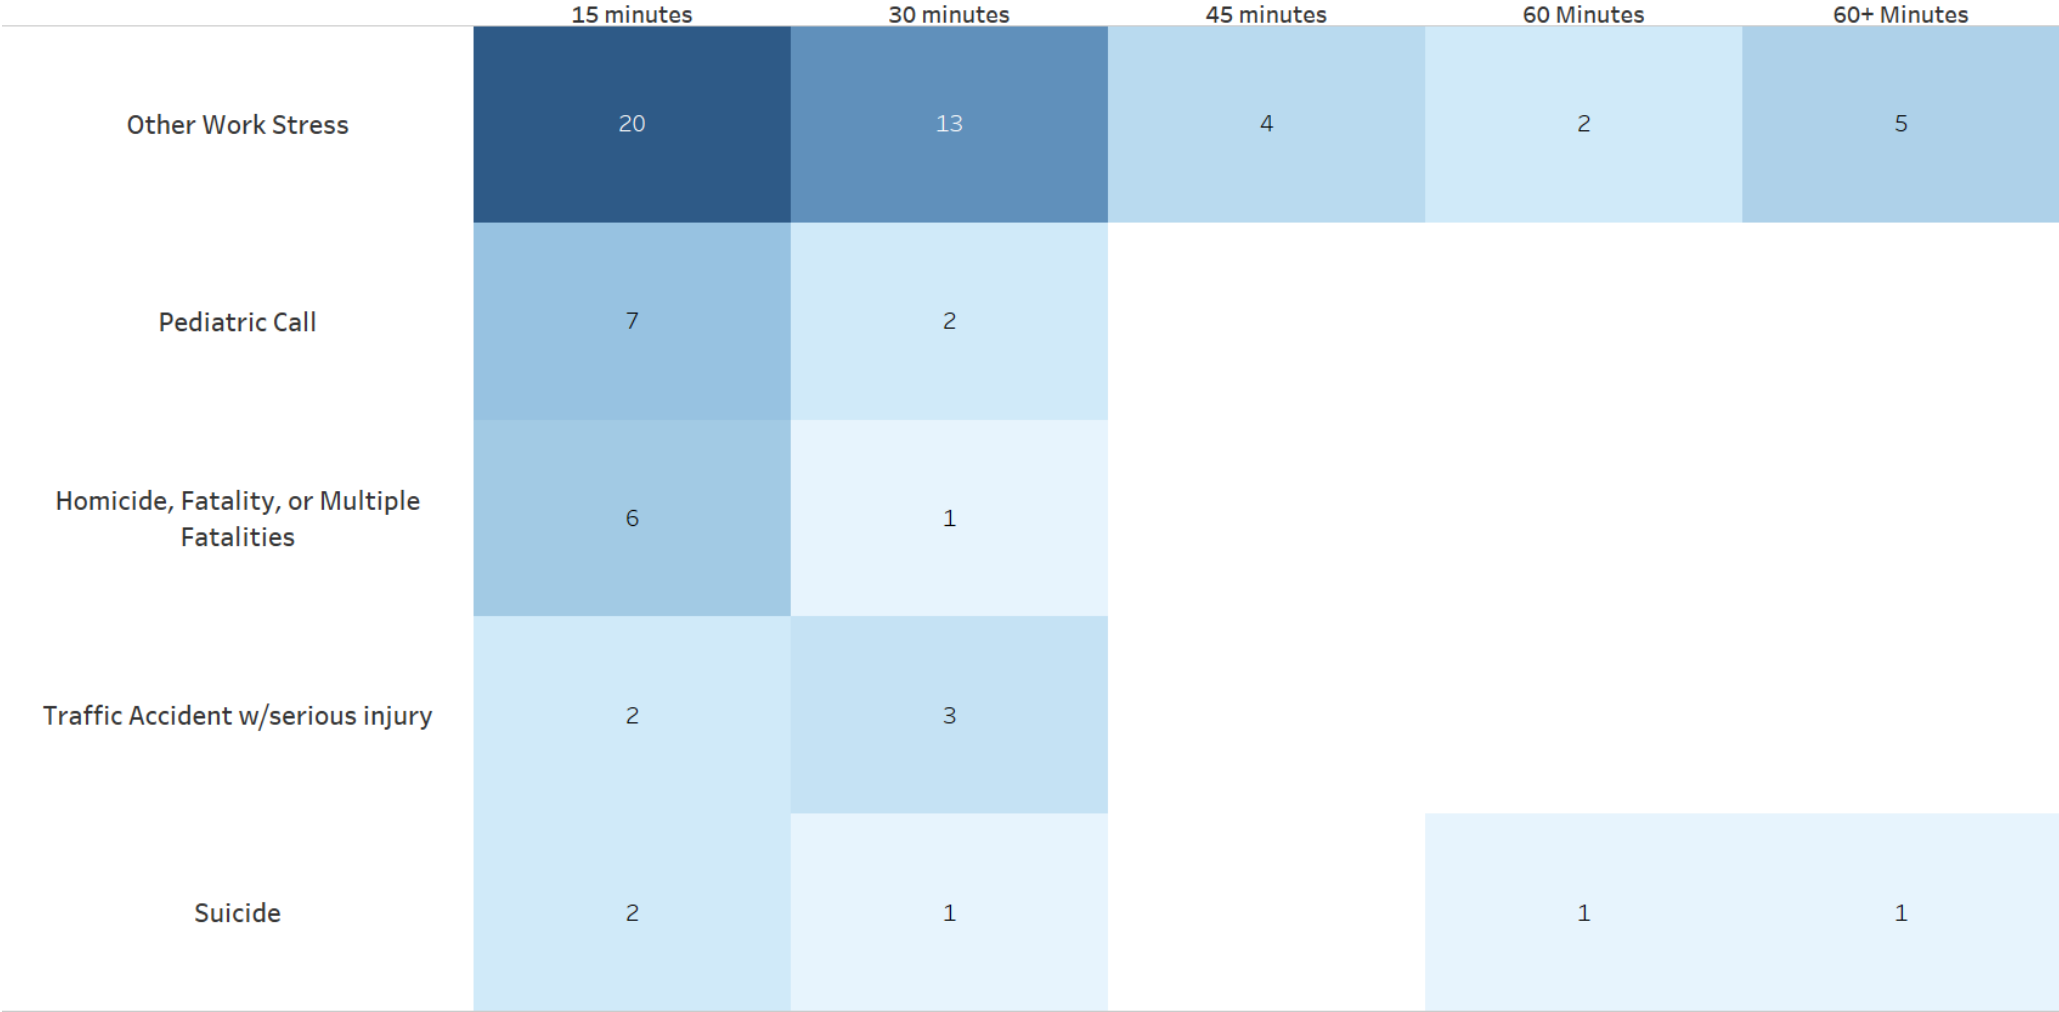 15 minutes 30 minutes 45 minutes 60 Minutes 60+ Minutes
Other Work Stress 20 13 4 2 5
Pediatric Call 7 2
Homicide, Fatality, or Multiple
Fatalities 6 1
Traffic Accident w/serious injury 2 3
Suicide 2 1 1 1